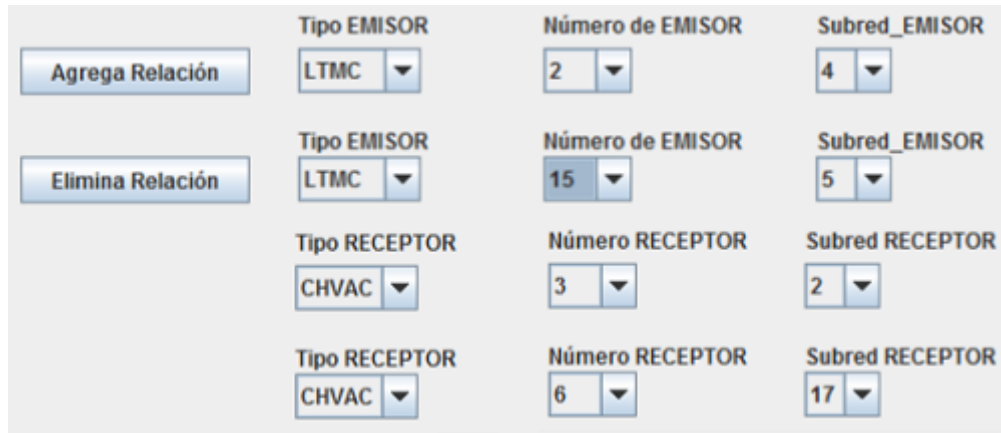 Tipo EMISOR Número de EMISOR Subred_EMISOR
Agrega Relación LTMC 2 4
Tipo EMISOR Número de EMISOR Subred_EMISOR
Elimina Relación LTMC 15 5
Tipo RECEPTOR Número RECEPTOR Subred RECEPTOR
CHVAC 3 2
Tipo RECEPTOR Número RECEPTOR Subred RECEPTOR
CHVAC 6 17